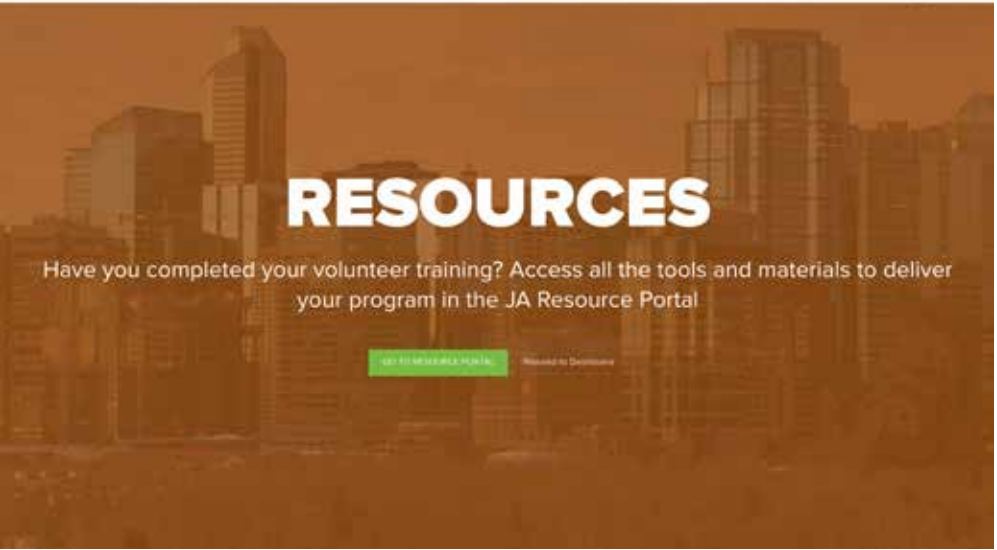 RESOURCES
Have you completed your volunteer training? Access all the tools and materials to deliver
your program in the JA Resource Portal
GO TO RESOURCE PORTAL